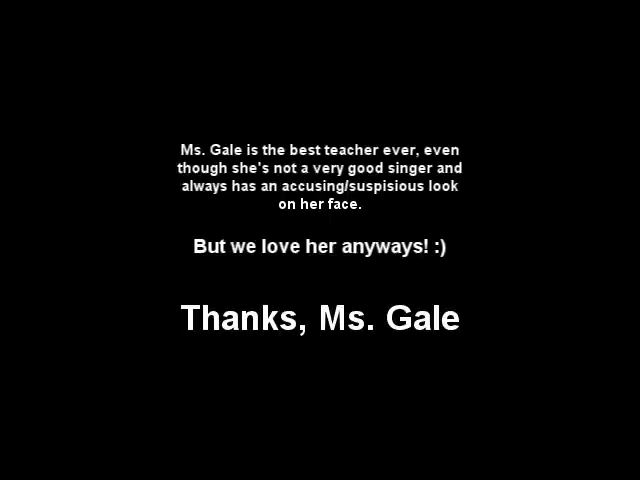 Ms. Gale is the best teacher ever, even
though she's not a very good singer and
always has an accusing/suspisious look
on her face.
But we love her anyways! :)
Thanks, Ms. Gale